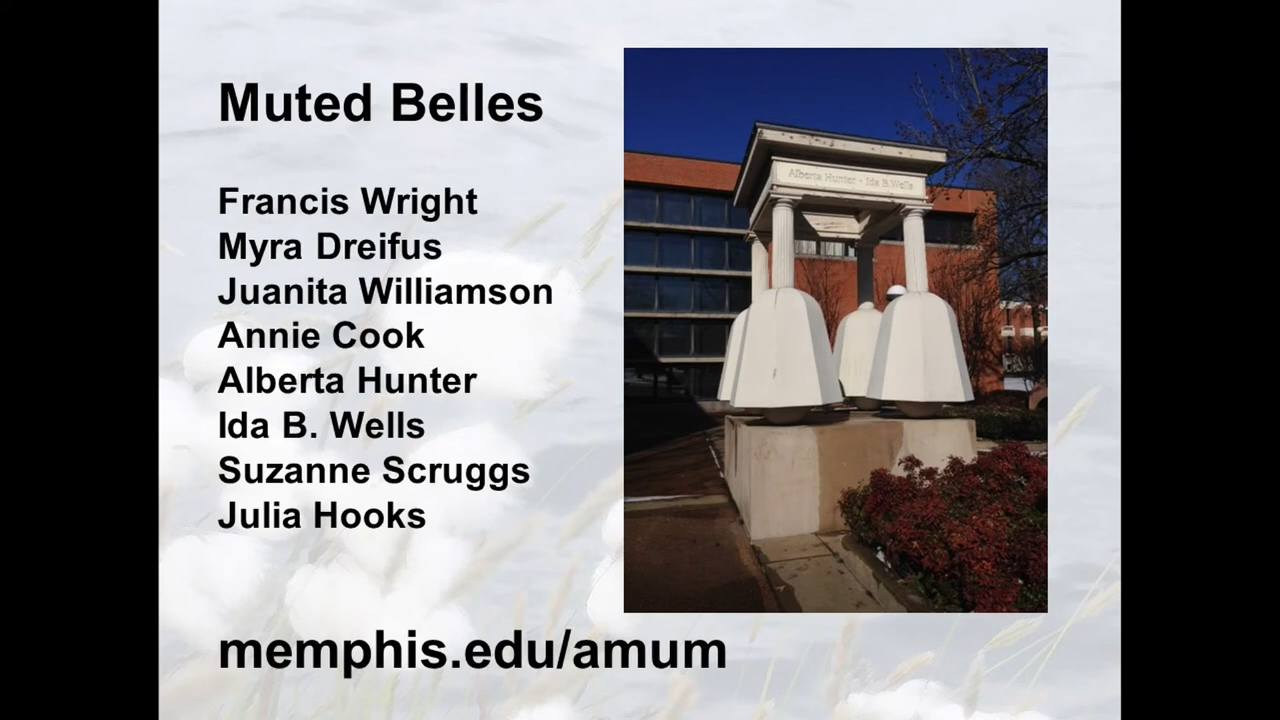 Muted Belles
Francis Wright
Myra Dreifus
Juanita Williamson
Annie Cook
Alberta Hunter
Ida B. Wells
Suzanne Scruggs
Julia Hooks
Alberta Hunter · Ida B. Wells
memphis.edu/amum